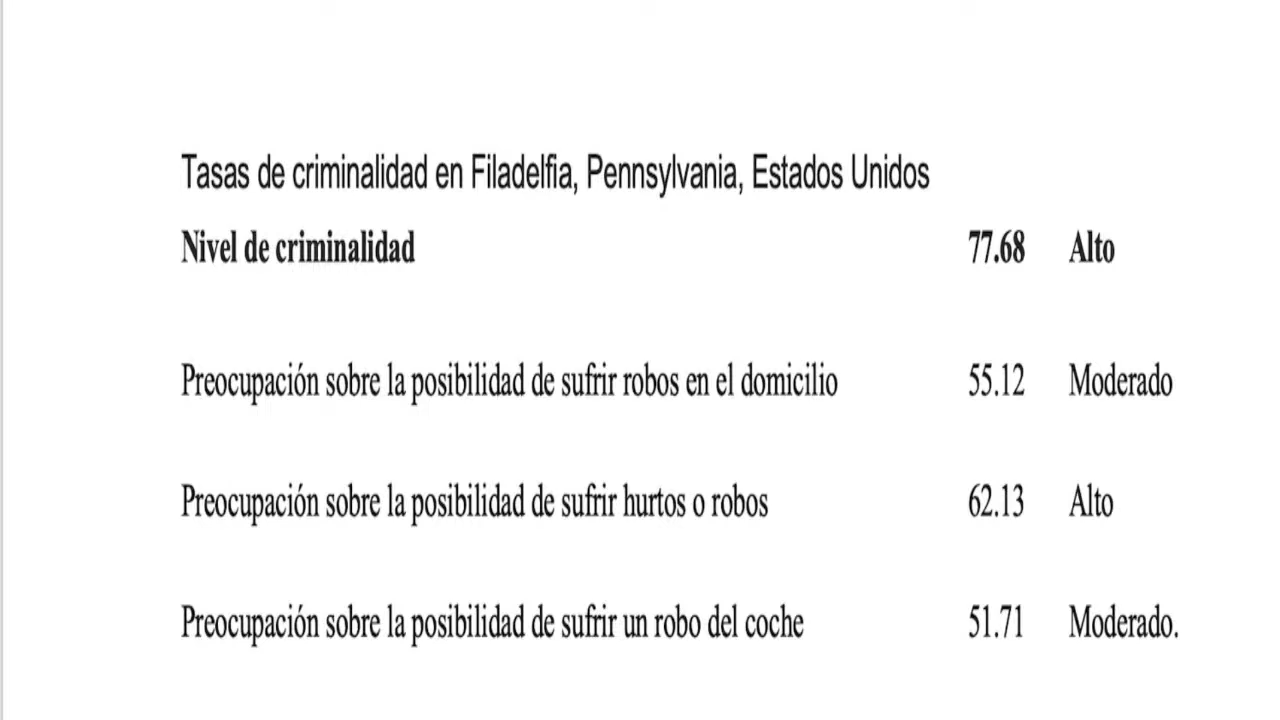 Tasas de criminalidad en Filadelfia, Pennsylvania, Estados Unidos
Nivel de criminalidad 77.68 Alto
Preocupación sobre la posibilidad de sufrir robos en el domicilio 55.12 Moderado
Preocupación sobre la posibilidad de sufrir hurtos o robos 62.13 Alto
Preocupación sobre la posibilidad de sufrir un robo del coche 51.71 Moderado.